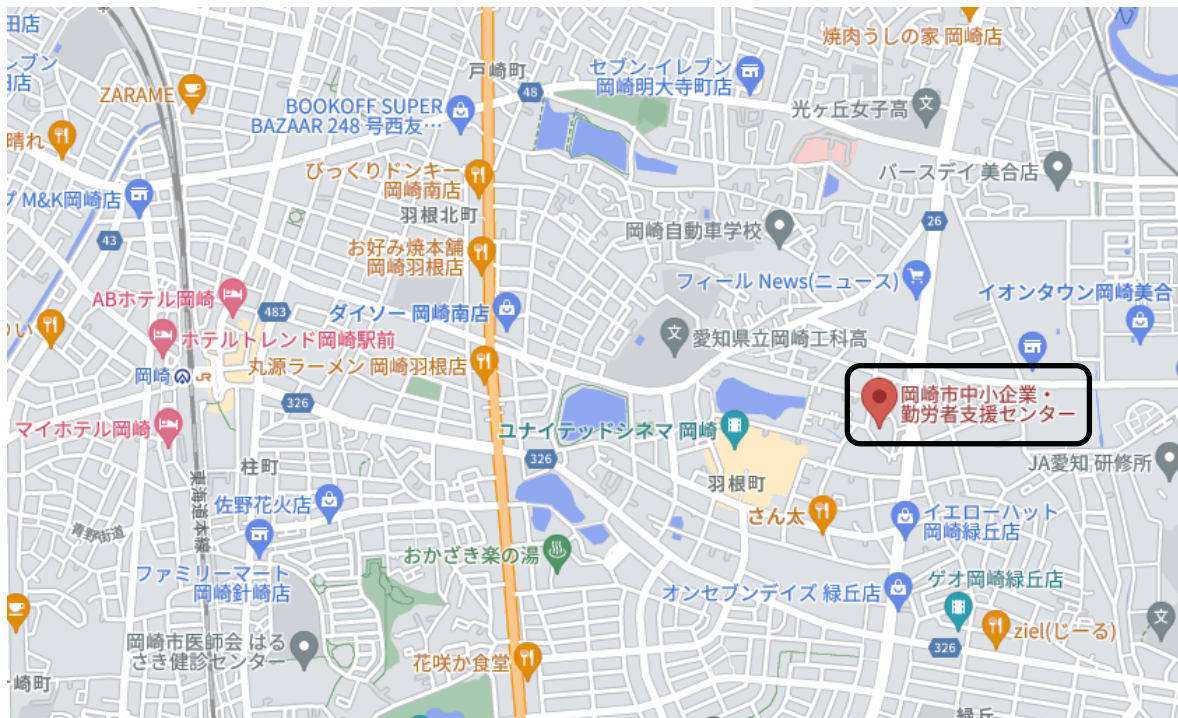 田店
焼肉うしの家 岡崎店
戸崎町
セブン-イレブン
岡崎明大寺町店
レブン
ZARAME
48
BOOKOFF SUPER
BAZAAR 248 号西友…
光ヶ丘女子高
晴れ
びっくりドンキー
岡崎南店
バースデイ 美合店
プ M&K岡崎店
羽根北町
26
43
岡崎自動車学校
お好み焼本舗
岡崎羽根店
フィール News(ニュース)
イオンタウン岡崎美合
ABホテル岡崎
483
ダイソー 岡崎南店
りい
ホテルトレンド岡崎駅前
愛知県立岡崎工科高
丸源ラーメン 岡崎羽根店
岡崎
JR
326
岡崎市中小企業・
勤労者支援センター
マイホテル岡崎
ユナイテッドシネマ 岡崎
326
柱町
JA愛知 研修所
東海道本線
羽根町
佐野花火店
さん太
イエローハット
岡崎緑丘店
青野街道
おかざき楽の湯
ファミリーマート
岡崎針崎店
オンセブンデイズ 緑丘店
ゲオ岡崎緑丘店
岡崎市医師会 はる
さき健診センター
花咲か食堂
ziel(じーる)
326
崎町
緑丘